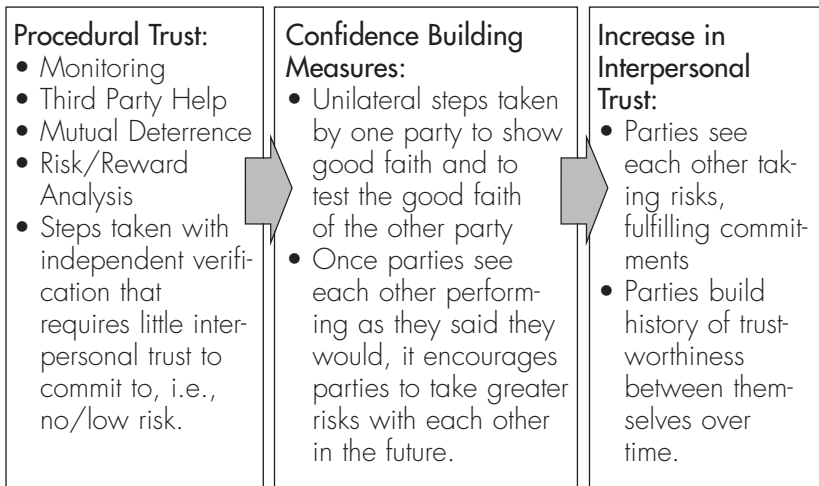 Procedural Trust:
• Monitoring
• Third Party Help
• Mutual Deterrence
• Risk/Reward
Analysis
• Steps taken with
independent verifi-
cation that
requires little inter-
personal trust to
commit to, i.e.,
no/low risk.
Confidence Building
Measures:
• Unilateral steps taken
by one party to show
good faith and to
test the good faith
of the other party
• Once parties see
each other perform-
ing as they said they
would, it encourages
parties to take greater
risks with each other
in the future.
Increase in
Interpersonal
Trust:
• Parties see
each other tak-
ing risks,
fulfilling commit-
ments
• Parties build
history of trust-
worthiness
between them-
selves over
time.